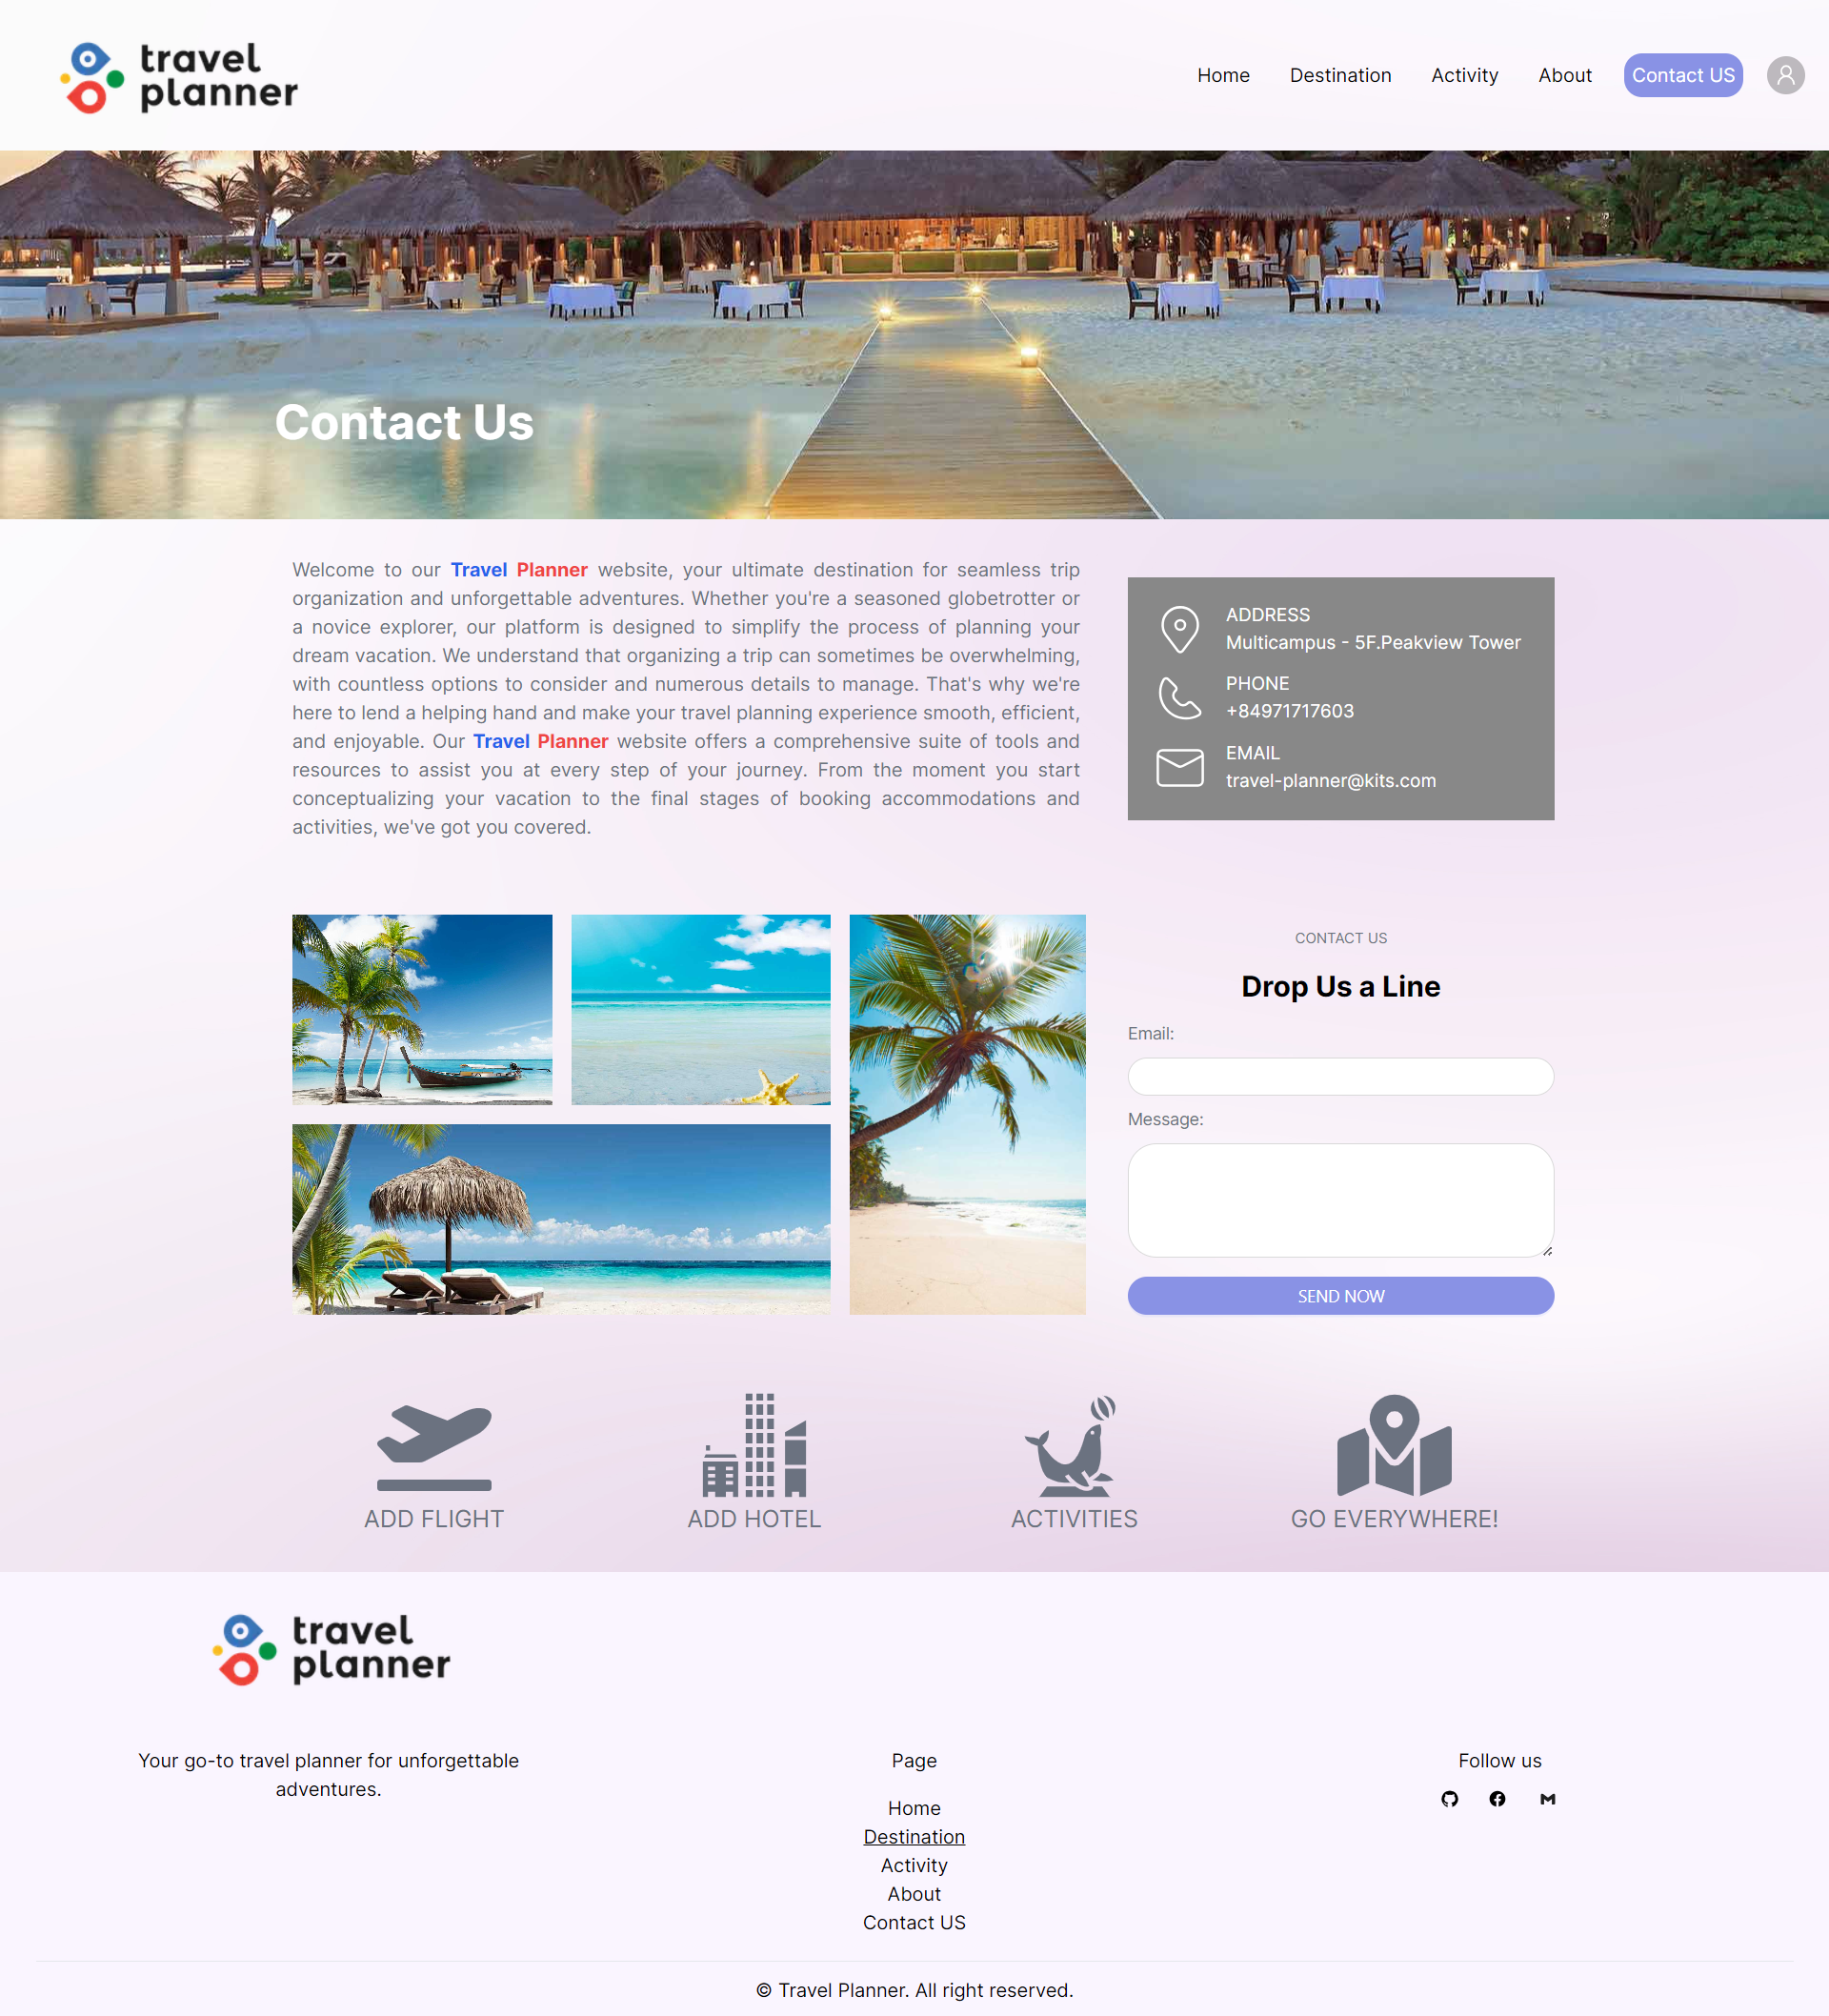 travel
planner
Home Destination Activity About Contact US
Contact Us
Welcome to our Travel Planner website, your ultimate destination for seamless trip
organization and unforgettable adventures. Whether you're a seasoned globetrotter or
a novice explorer, our platform is designed to simplify the process of planning your
dream vacation. We understand that organizing a trip can sometimes be overwhelming,
with countless options to consider and numerous details to manage. That's why we're
here to lend a helping hand and make your travel planning experience smooth, efficient,
and enjoyable. Our Travel Planner website offers a comprehensive suite of tools and
resources to assist you at every step of your journey. From the moment you start
conceptualizing your vacation to the final stages of booking accommodations and
activities, we've got you covered.
ADDRESS
Multicampus - 5F.Peakview Tower
PHONE
+84971717603
EMAIL
travel-planner@kits.com
CONTACT US
Drop Us a Line
Email:
Message:
SEND NOW
ADD FLIGHT
ADD HOTEL
ACTIVITIES
GO EVERYWHERE!
travel
planner
Your go-to travel planner for unforgettable
adventures.
Page
Home
Destination
Activity
About
Contact US
Follow us
© Travel Planner. All right reserved.